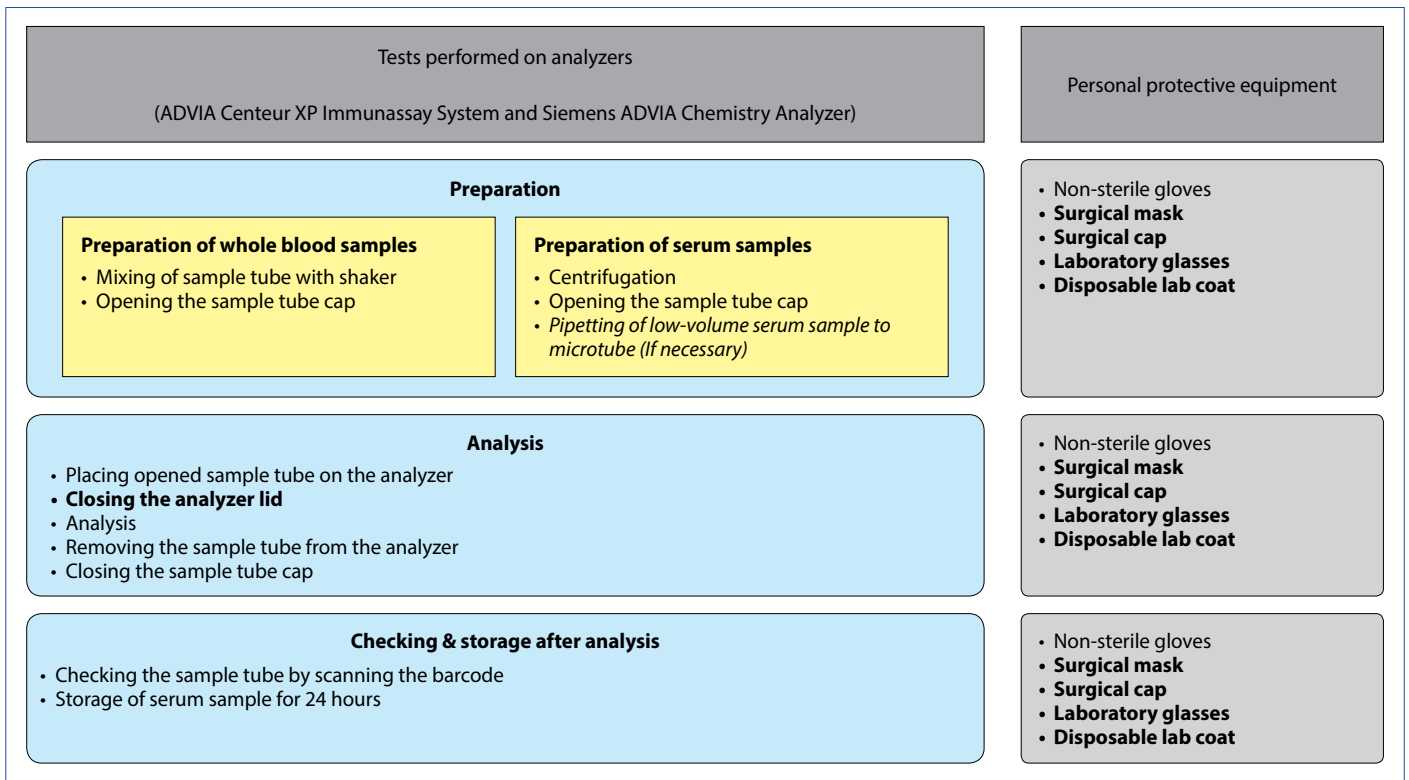 Tests performed on analyzers
(ADVIA Centeur XP Immunassay System and Siemens ADVIA Chemistry Analyzer)
Personal protective equipment
Preparation
Preparation of whole blood samples
• Mixing of sample tube with shaker
• Opening the sample tube cap
Preparation of serum samples
• Centrifugation
• Opening the sample tube cap
• Pipetting of low-volume serum sample to
microtube (If necessary)
• Non-sterile gloves
• Surgical mask
• Surgical cap
• Laboratory glasses
• Disposable lab coat
Analysis
• Placing opened sample tube on the analyzer
• Closing the analyzer lid
• Analysis
• Removing the sample tube from the analyzer
• Closing the sample tube cap
• Non-sterile gloves
• Surgical mask
• Surgical cap
• Laboratory glasses
• Disposable lab coat
Checking & storage after analysis
• Checking the sample tube by scanning the barcode
• Storage of serum sample for 24 hours
• Non-sterile gloves
• Surgical mask
• Surgical cap
• Laboratory glasses
• Disposable lab coat